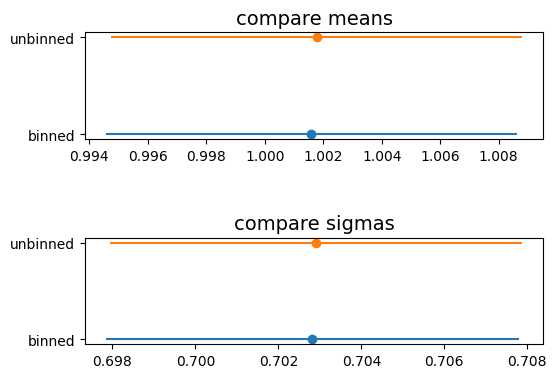 compare means
unbinned
binned
0.994 0.996 0.998 1.000 1.002 1.004 1.006 1.008
compare sigmas
unbinned
binned
0.698 0.700 0.702 0.704 0.706 0.708